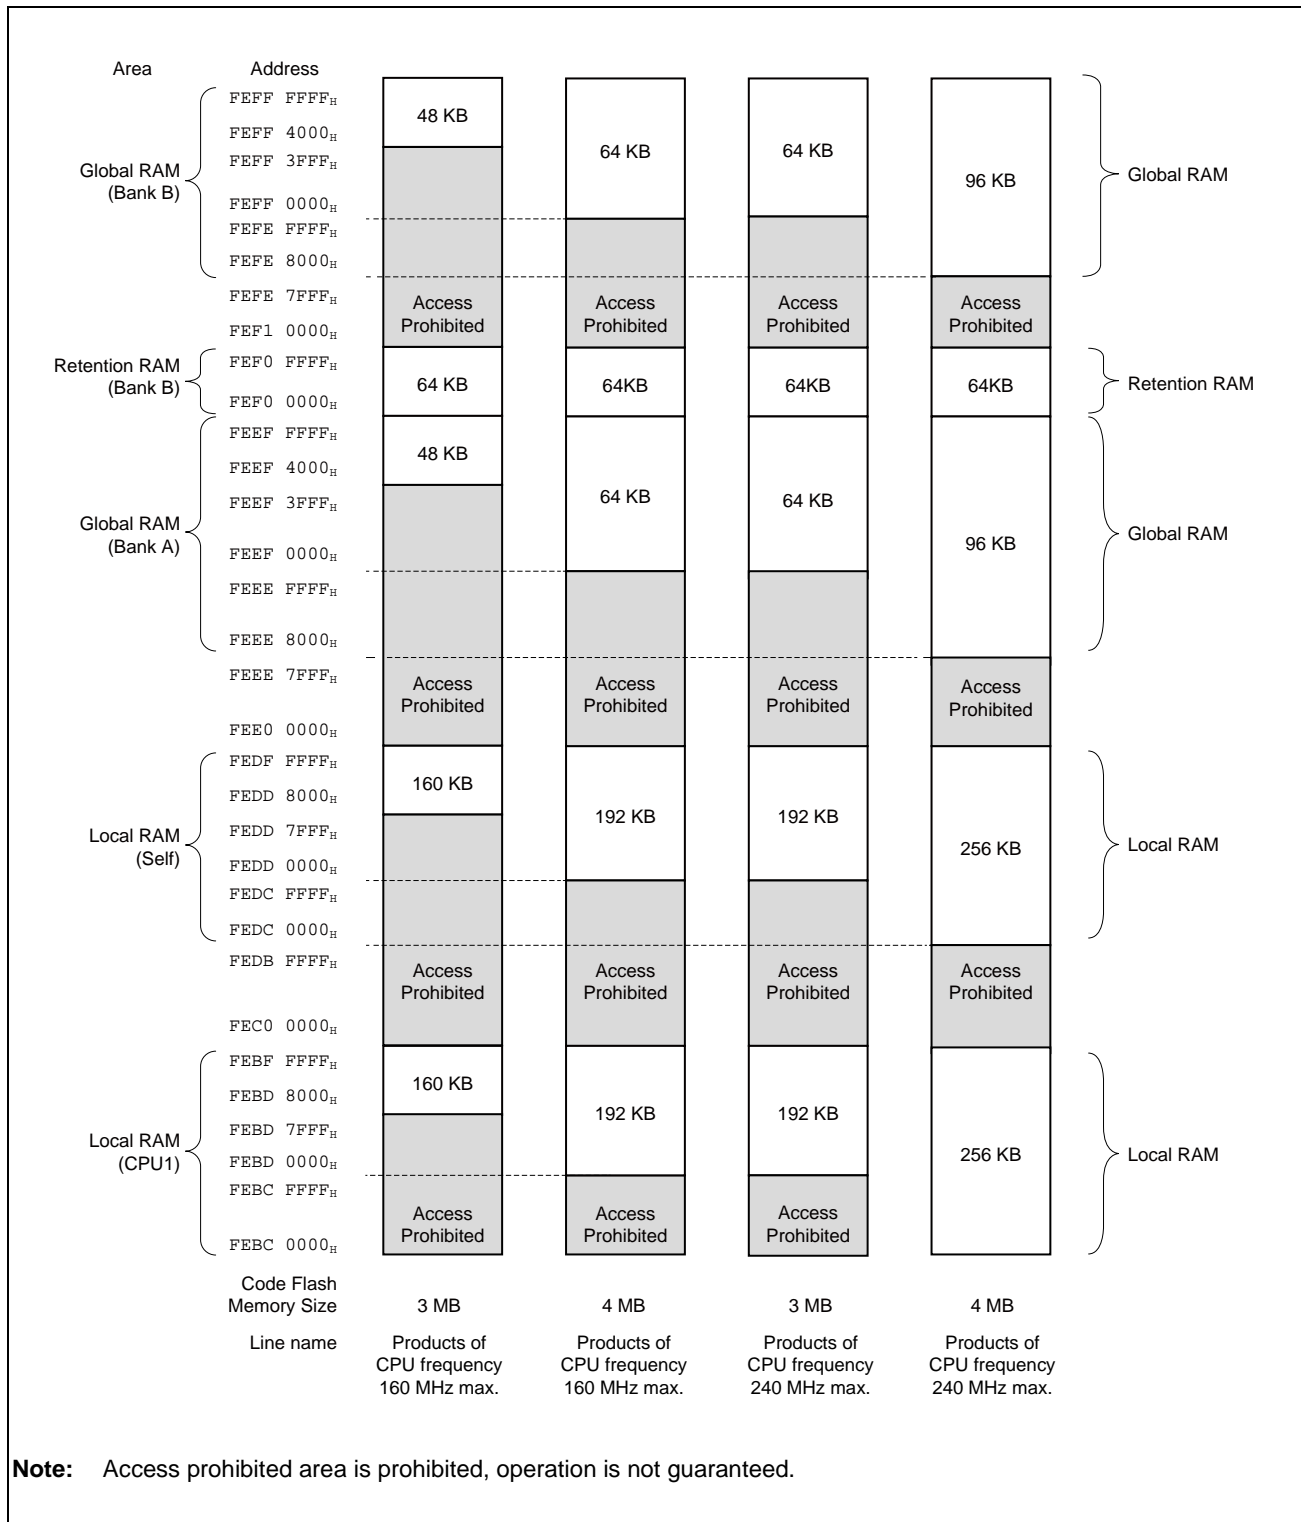 Area Address
FEFF FFFFH
48 KB
FEFF 4000H
64 KB 64 KB
FEFF 3FFFH
Global RAM
(Bank B)
96 KB
Global RAM
FEFF 0000H
FEFE FFFFH
FEFE 8000H
FEFE 7FFFH
Access
Prohibited
Access
Prohibited
Access
Prohibited
Access
Prohibited
FEF1 0000H
Retention RAM
(Bank B)
FEF0 FFFFH
64 KB 64KB 64KB 64KB
Retention RAM
FEF0 0000H
FEEF FFFFH
48 KB
FEEF 4000H
FEEF 3FFFH
64 KB 64 KB
Global RAM
(Bank A)
96 KB
Global RAM
FEEF 0000H
FEEE FFFFH
FEEE 8000H
FEEE 7FFFH
Access
Prohibited
Access
Prohibited
Access
Prohibited
Access
Prohibited
FEE0 0000H
FEDF FFFFH
160 KB
FEDD 8000H
192 KB 192 KB
FEDD 7FFFH
Local RAM
(Self)
256 KB
Local RAM
FEDD 0000H
FEDC FFFFH
FEDC 0000H
FEDB FFFFH
Access
Prohibited
Access
Prohibited
Access
Prohibited
Access
Prohibited
FEC0 0000H
FEBF FFFFH
160 KB
FEBD 8000H
192 KB 192 KB
FEBD 7FFFH
Local RAM
(CPU1)
256 KB
Local RAM
FEBD 0000H
FEBC FFFFH
Access
Prohibited
Access
Prohibited
Access
Prohibited
FEBC 0000H
Code Flash
Memory Size
3 MB 4 MB 3 MB 4 MB
Line name
Products of
CPU frequency
160 MHz max.
Products of
CPU frequency
160 MHz max.
Products of
CPU frequency
240 MHz max.
Products of
CPU frequency
240 MHz max.
Note: Access prohibited area is prohibited, operation is not guaranteed.